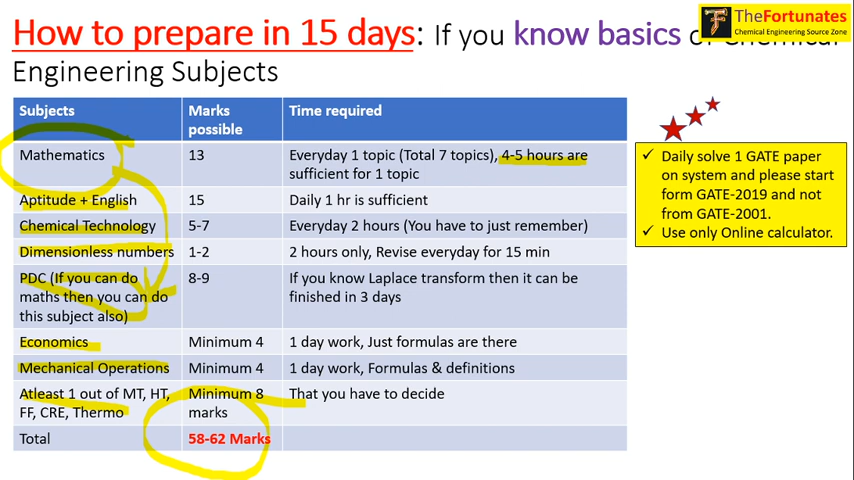 How to prepare in 15 days: If you know basics of Chemical
Engineering Subjects
TheFortunates
Chemical Engineering Source Zone
Subjects
Marks possible
Time required
Mathematics
13
Everyday 1 topic (Total 7 topics), 4-5 hours are
sufficient for 1 topic
Aptitude + English
15
Daily 1 hr is sufficient
Chemical Technology
5-7
Everyday 2 hours (You have to just remember)
Dimensionless numbers
1-2
2 hours only, Revise everyday for 15 min
PDC (If you can do
maths then you can do
this subject also)
8-9
If you know Laplace transform then it can be
finished in 3 days
Economics
Minimum 4
1 day work, Just formulas are there
Mechanical Operations
Minimum 4
1 day work, Formulas & definitions
Atleast 1 out of MT, HT,
FF, CRE, Thermo
Minimum 8
marks
That you have to decide
Total
58-62 Marks
✓ Daily solve 1 GATE paper
on system and please start
form GATE-2019 and not
from GATE-2001.
✓ Use only Online calculator.